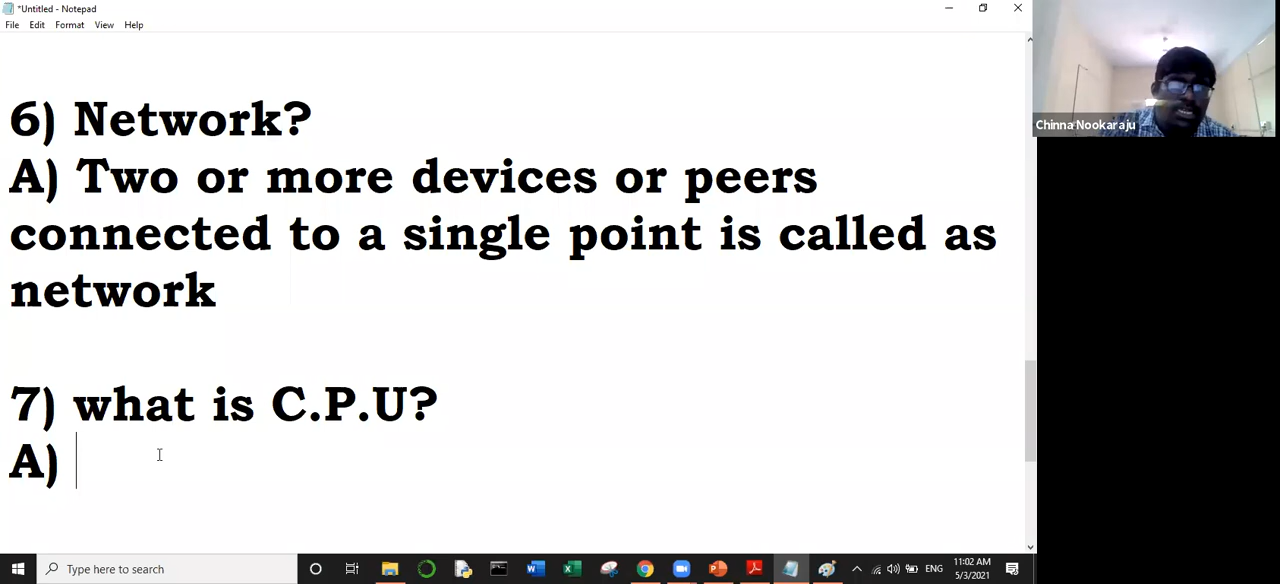 *Untitled - Notepad
File Edit Format View Help
6) Network?
A) Two or more devices or peers
connected to a single point is called as
network
7) what is C.P.U?
A)
Chinna Nookaraju
Type here to search
ENG
11:02 AM
5/3/2021